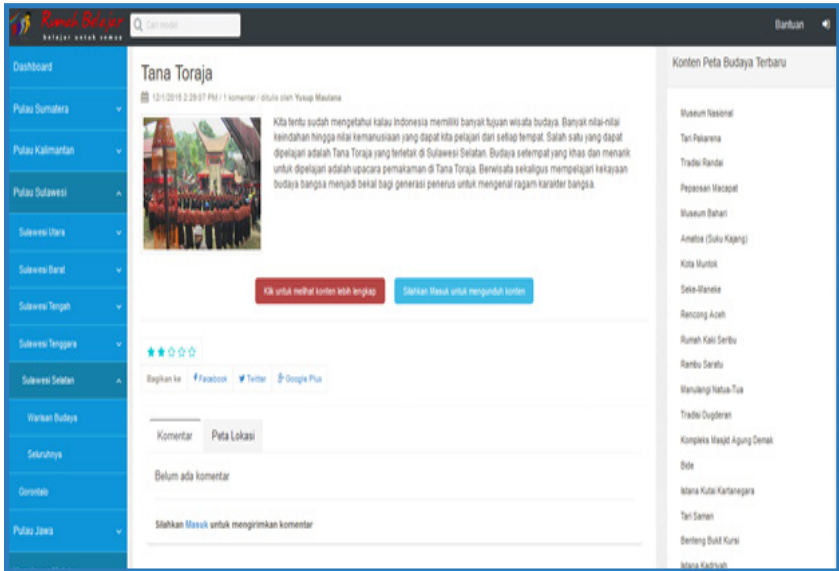 Rumah Belajar
belajar untuk semua
Cari model
Bantuan
Dashboard
Pulau Sumatera
Pulau Kalimantan
Pulau Sulawesi
Sulawesi Utara
Sulawesi Barat
Sulawesi Tengah
Sulawesi Tenggara
Sulawesi Selatan
Warisan Budaya
Seluruhnya
Gorontalo
Pulau Jawa
Tana Toraja
12/1/2015 2:29:07 PM / 1 komentar / ditulis oleh Yusup Maulana
Kita tentu sudah mengetahui kalau Indonesia memiliki banyak tujuan wisata budaya. Banyak nilai-nilai
keindahan hingga nilai kemanusiaan yang dapat kita pelajari dari setiap tempat. Salah satu yang dapat
dipelajari adalah Tana Toraja yang terletak di Sulawesi Selatan. Budaya setempat yang khas dan menarik
untuk dipelajari adalah upacara pemakaman di Tana Toraja. Berwisata sekaligus mempelajari kekayaan
budaya bangsa menjadi bekal bagi generasi penerus untuk mengenal ragam karakter bangsa.
Klik untuk melihat konten lebih lengkap
Silahkan Masuk untuk mengunduh konten
Bagikan ke Facebook Twitter Google Plus
Komentar Peta Lokasi
Belum ada komentar
Silahkan Masuk untuk mengirimkan komentar
Konten Peta Budaya Terbaru
Museum Nasional
Tari Pakarena
Tradisi Randai
Pepaosan Macapat
Museum Bahari
Amatoa (Suku Kajang)
Kota Muntok
Seke-Maneke
Rencong Aceh
Rumah Kaki Seribu
Rambu Saratu
Manulangi Natua-Tua
Tradisi Dugderan
Kompleks Masjid Agung Demak
Bide
Istana Kutai Kartanegara
Tari Saman
Benteng Bukit Kursi
Istana Kadriyah